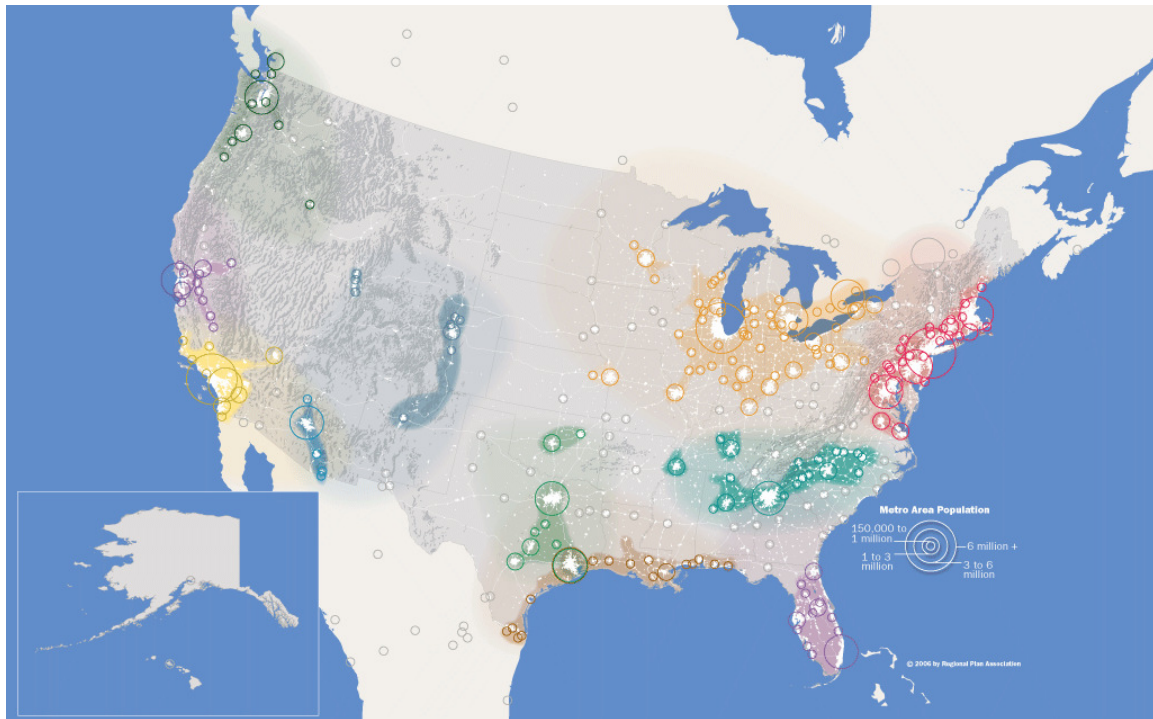 Metro Area Population
150,000 to
1 million
1 to 3
million
6 million +
3 to 6
million
© 2006 by Regional Plan Association